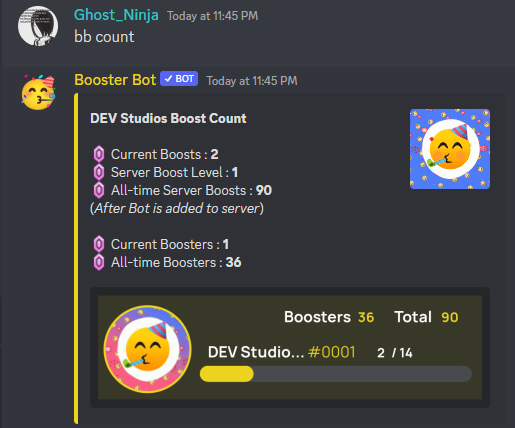 Ghost_Ninja Today at 11:45 PM
bb count
Booster Bot ✓ BOT Today at 11:45 PM
DEV Studios Boost Count
Current Boosts : 2
Server Boost Level : 1
All-time Server Boosts : 90
(After Bot is added to server)
Current Boosters : 1
All-time Boosters : 36
Boosters 36 Total 90
DEV Studio... #0001 2 / 14